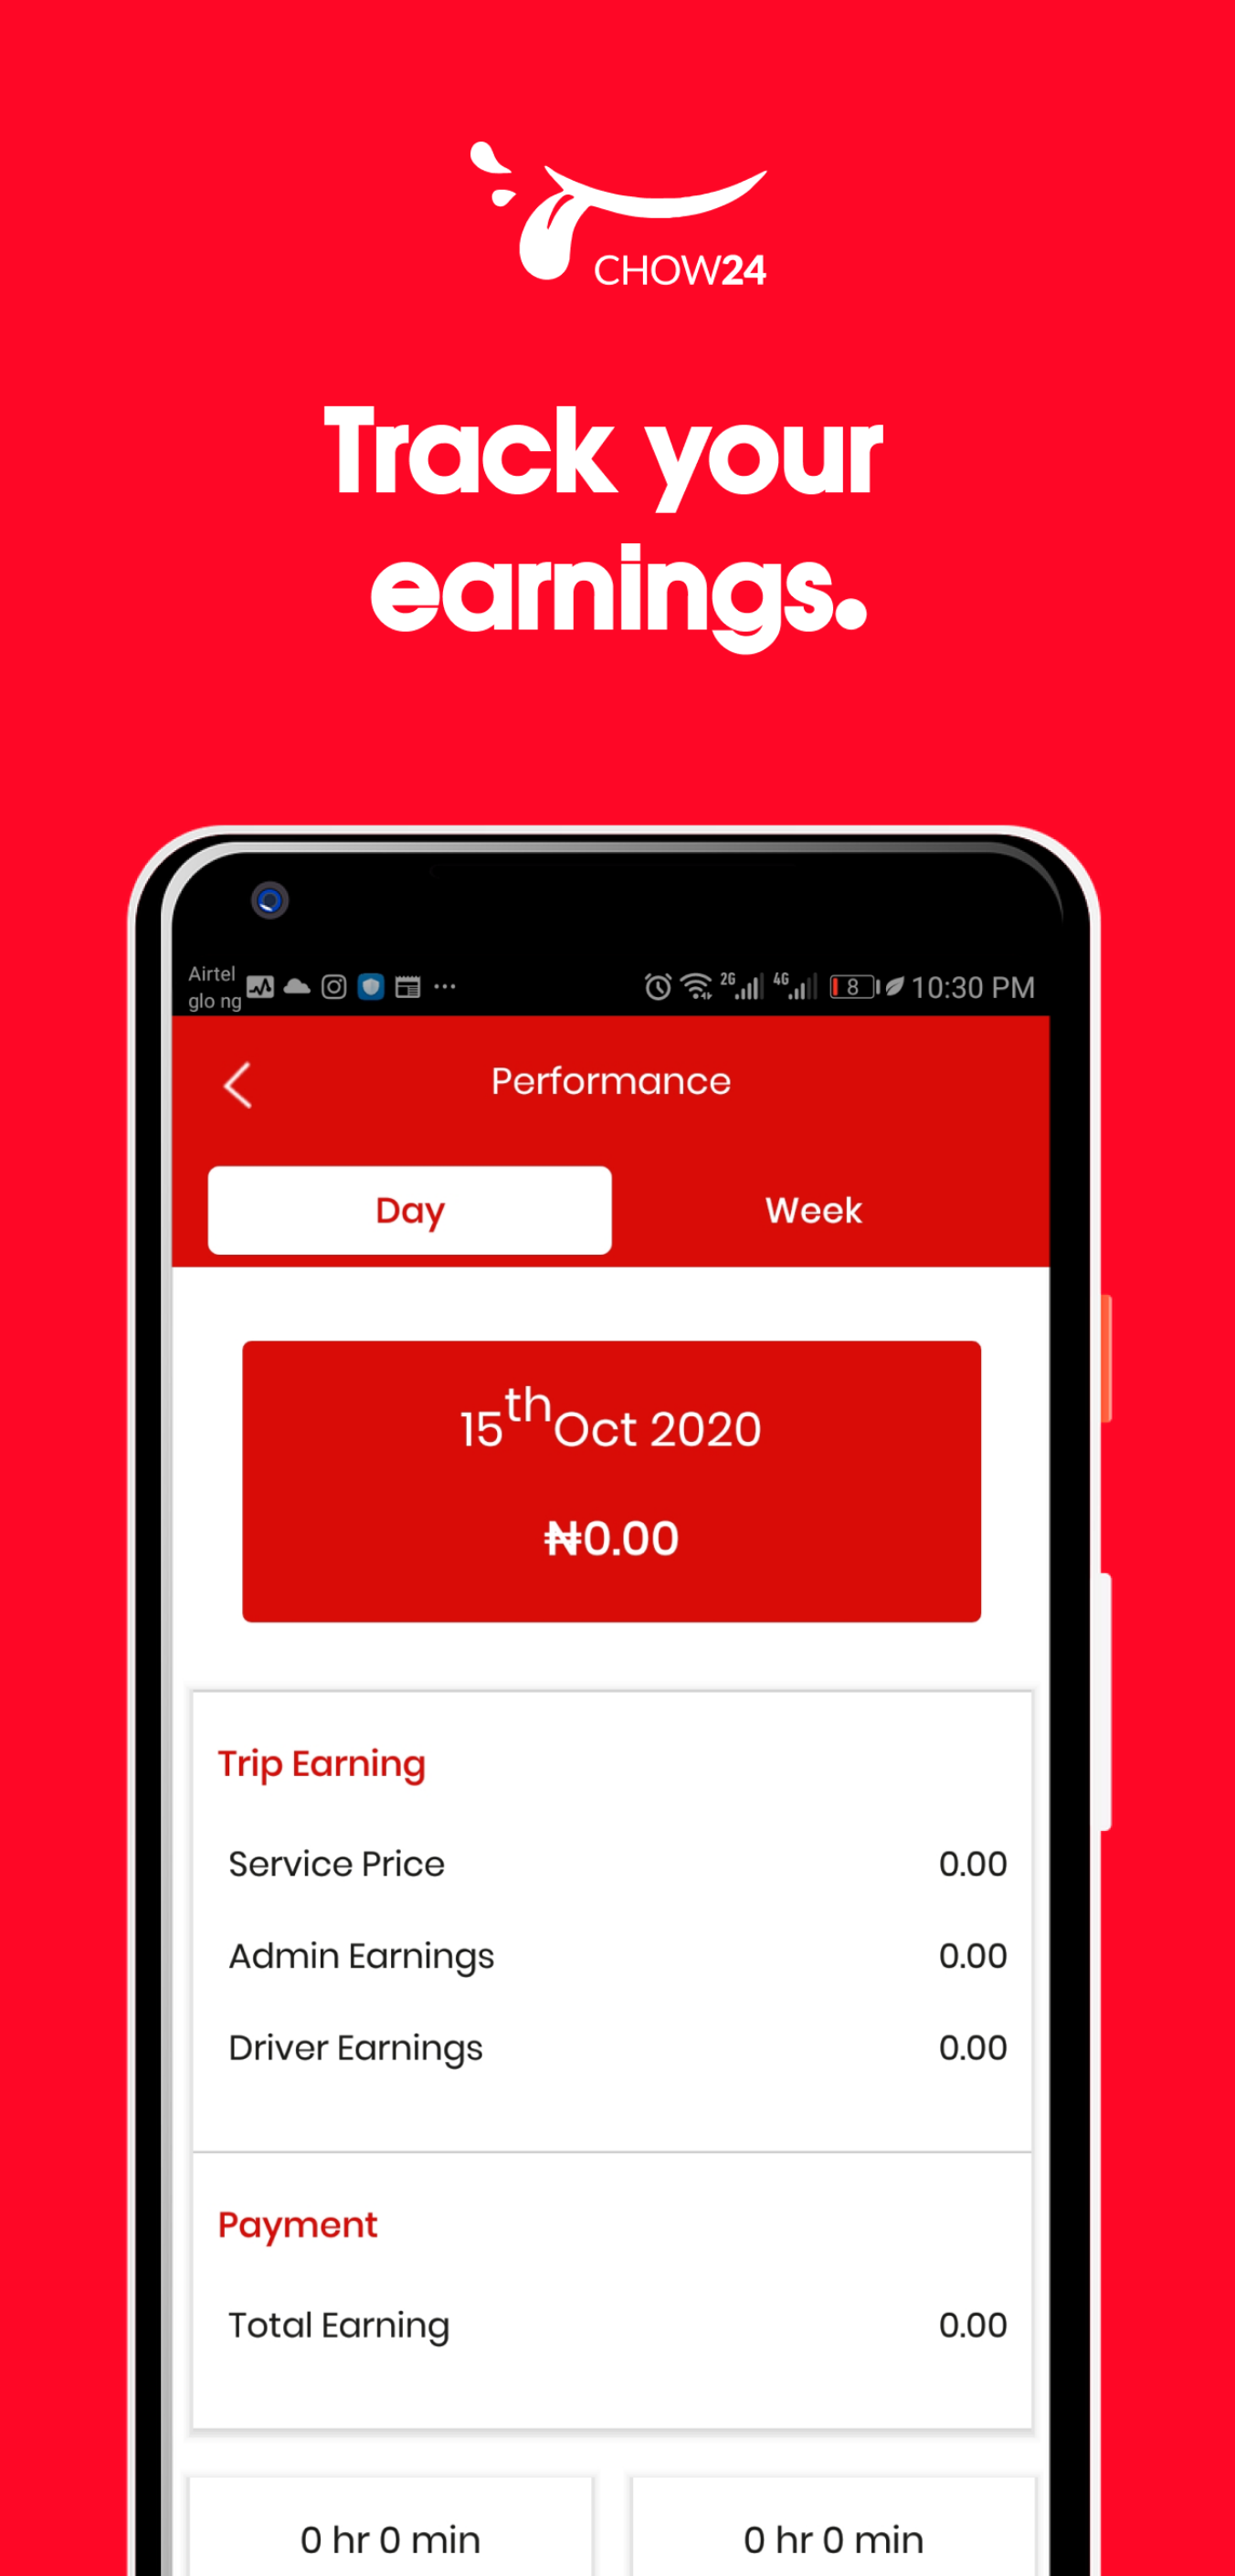 CHOW24
Track your
earnings.
Airtel
glo ng
2G 4G 8 10:30 PM
Performance
Day Week
15th Oct 2020
₦0.00
Trip Earning
Service Price 0.00
Admin Earnings 0.00
Driver Earnings 0.00
Payment
Total Earning 0.00
0 hr 0 min 0 hr 0 min